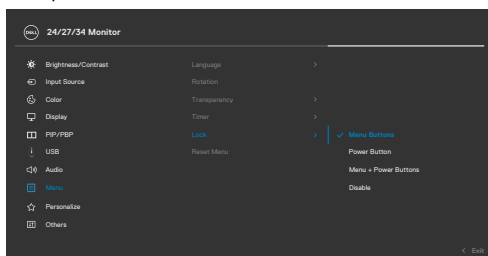 DELL 24/27/34 Monitor
Brightness/Contrast Language >
Input Source Rotation
Color Transparency >
Display Timer >
PIP/PBP Lock > ✓ Menu Buttons
USB Reset Menu Power Button
Audio Menu + Power Buttons
Menu Disable
Personalize
Others
< Exit